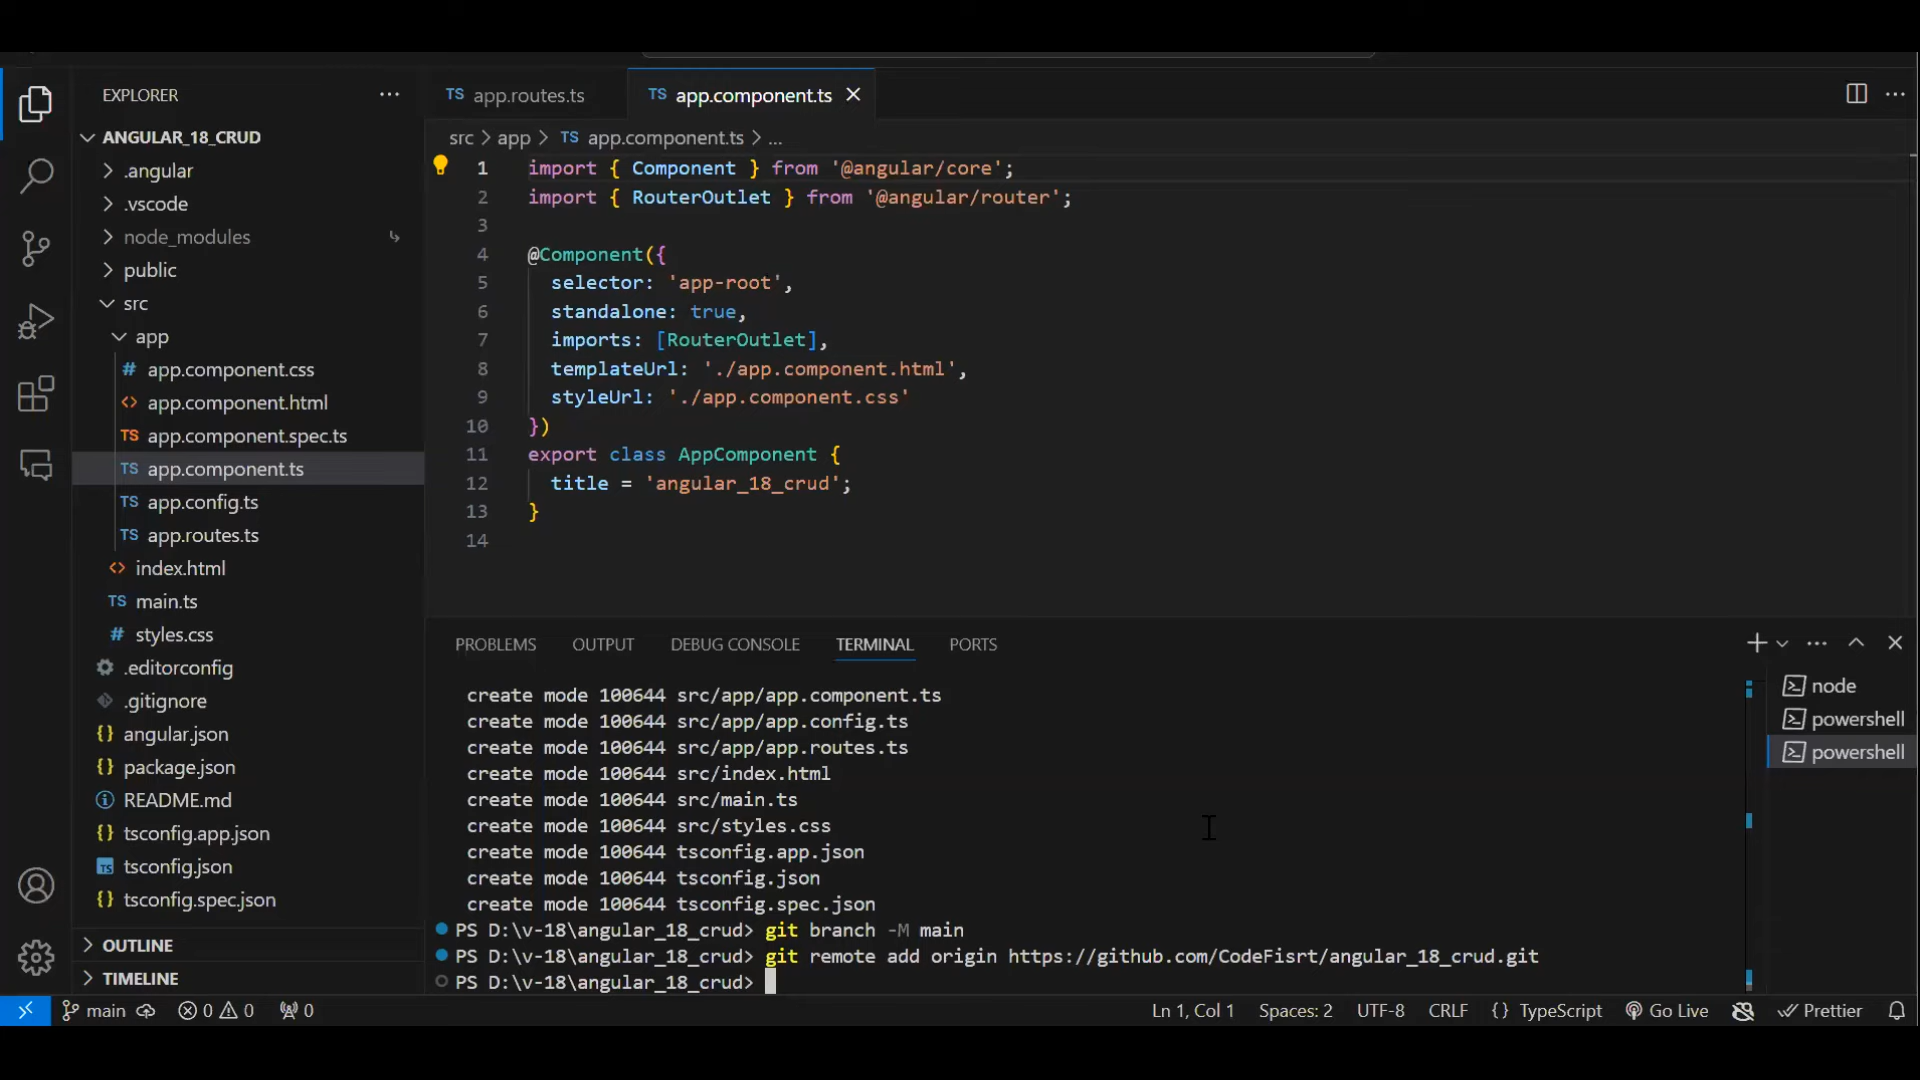 EXPLORER
ANGULAR_18_CRUD
.angular
.vscode
node_modules
public
src
app
# app.component.css
<> app.component.html
TS app.component.spec.ts
TS app.component.ts
TS app.config.ts
TS app.routes.ts
<> index.html
TS main.ts
# styles.css
.editorconfig
.gitignore
{} angular.json
{} package.json
README.md
{} tsconfig.app.json
TS tsconfig.json
{} tsconfig.spec.json
OUTLINE
TIMELINE
TS app.routes.ts
TS app.component.ts
src > app > TS app.component.ts > ...
1 import { Component } from '@angular/core';
2 import { RouterOutlet } from '@angular/router';
3
4 @Component({
5 selector: 'app-root',
6 standalone: true,
7 imports: [RouterOutlet],
8 templateUrl: './app.component.html',
9 styleUrl: './app.component.css'
10 })
11 export class AppComponent {
12 title = 'angular_18_crud';
13 }
14
PROBLEMS OUTPUT DEBUG CONSOLE TERMINAL PORTS
create mode 100644 src/app/app.component.ts
create mode 100644 src/app/app.config.ts
create mode 100644 src/app/app.routes.ts
create mode 100644 src/index.html
create mode 100644 src/main.ts
create mode 100644 src/styles.css
create mode 100644 tsconfig.app.json
create mode 100644 tsconfig.json
create mode 100644 tsconfig.spec.json
PS D:\v-18\angular_18_crud> git branch -M main
PS D:\v-18\angular_18_crud> git remote add origin https://github.com/CodeFisrt/angular_18_crud.git
PS D:\v-18\angular_18_crud>
node
powershell
powershell
main 0 0 0 Ln 1, Col 1 Spaces: 2 UTF-8 CRLF {} TypeScript Go Live Prettier